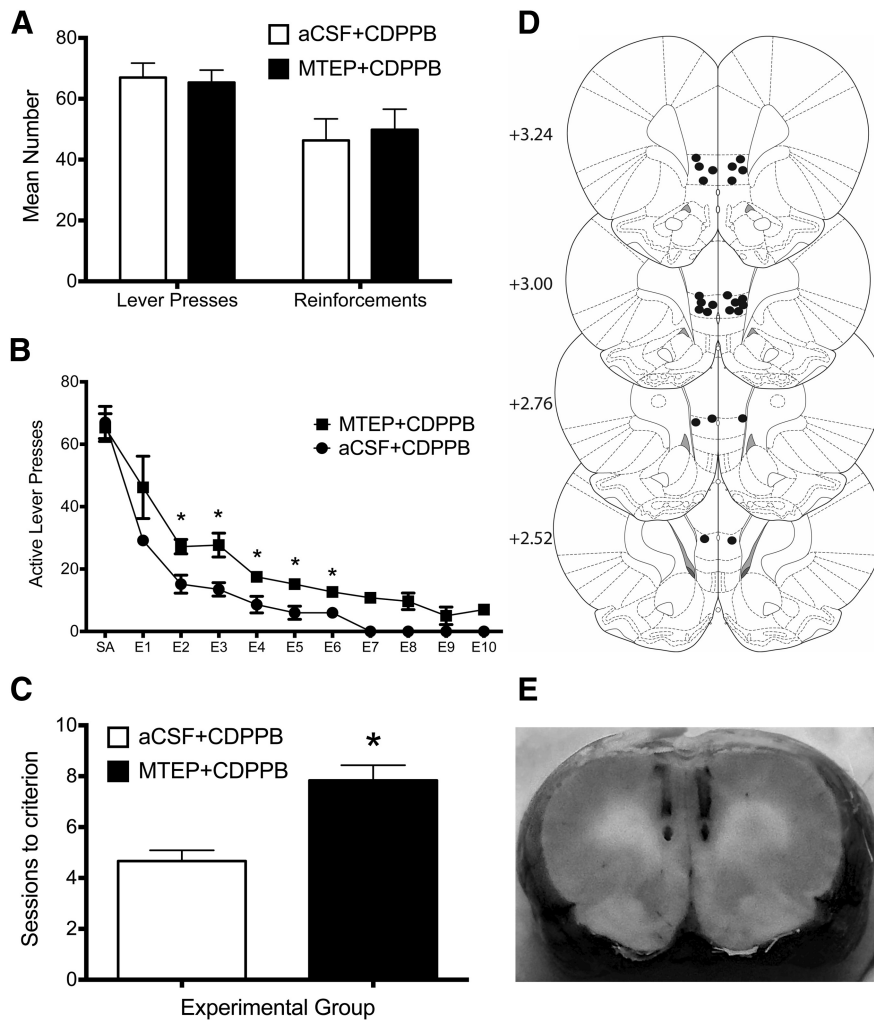 A
80
60
40
20
0
Mean Number
aCSF+CDPPB
MTEP+CDPPB
Lever Presses Reinforcements
B
80
60
40
20
0
Active Lever Presses
MTEP+CDPPB
aCSF+CDPPB
* * * * *
SA E1 E2 E3 E4 E5 E6 E7 E8 E9 E10
C
10
8
6
4
2
0
Sessions to criterion
aCSF+CDPPB
MTEP+CDPPB
*
Experimental Group
D
+3.24
+3.00
+2.76
+2.52
E